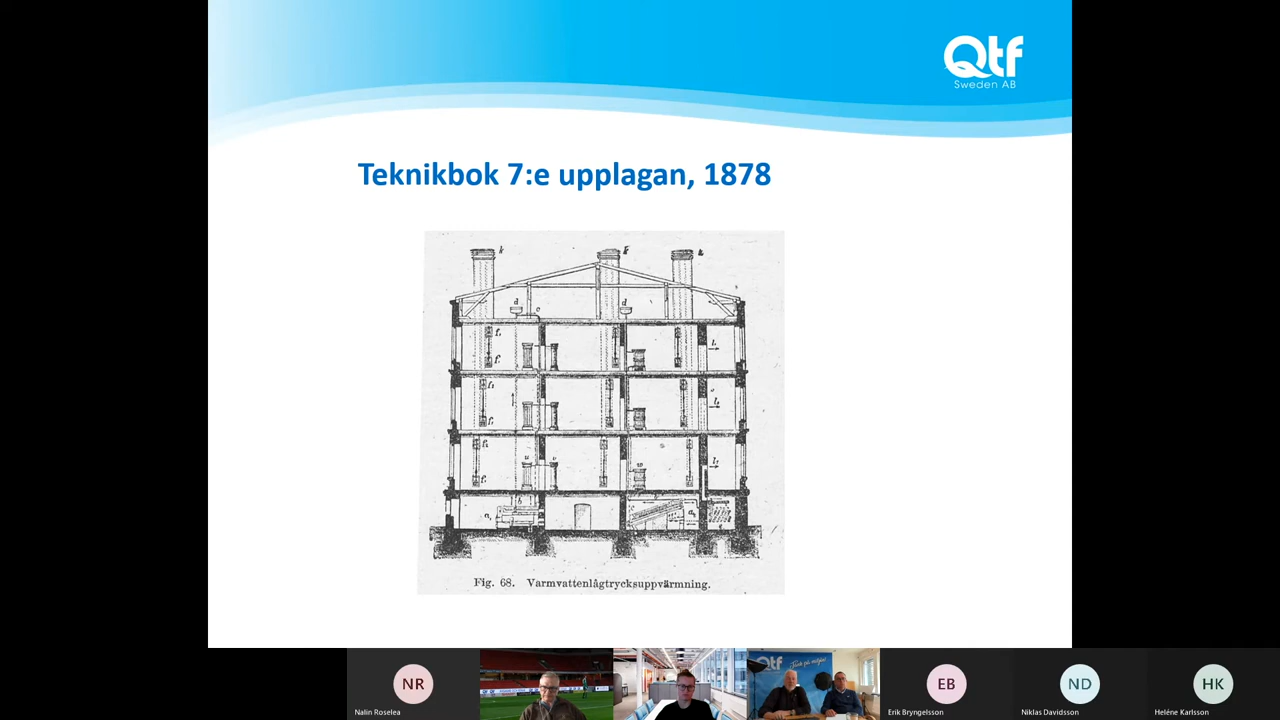 Qtf
Sweden AB
Teknikbok 7:e upplagan, 1878
Fig. 68. Varmvattenlågtrycksuppvärmning.
NR
Nalin Roselea
Qtf
EB
Erik Bryngelsson
ND
Niklas Davidsson
HK
Heléne Karlsson